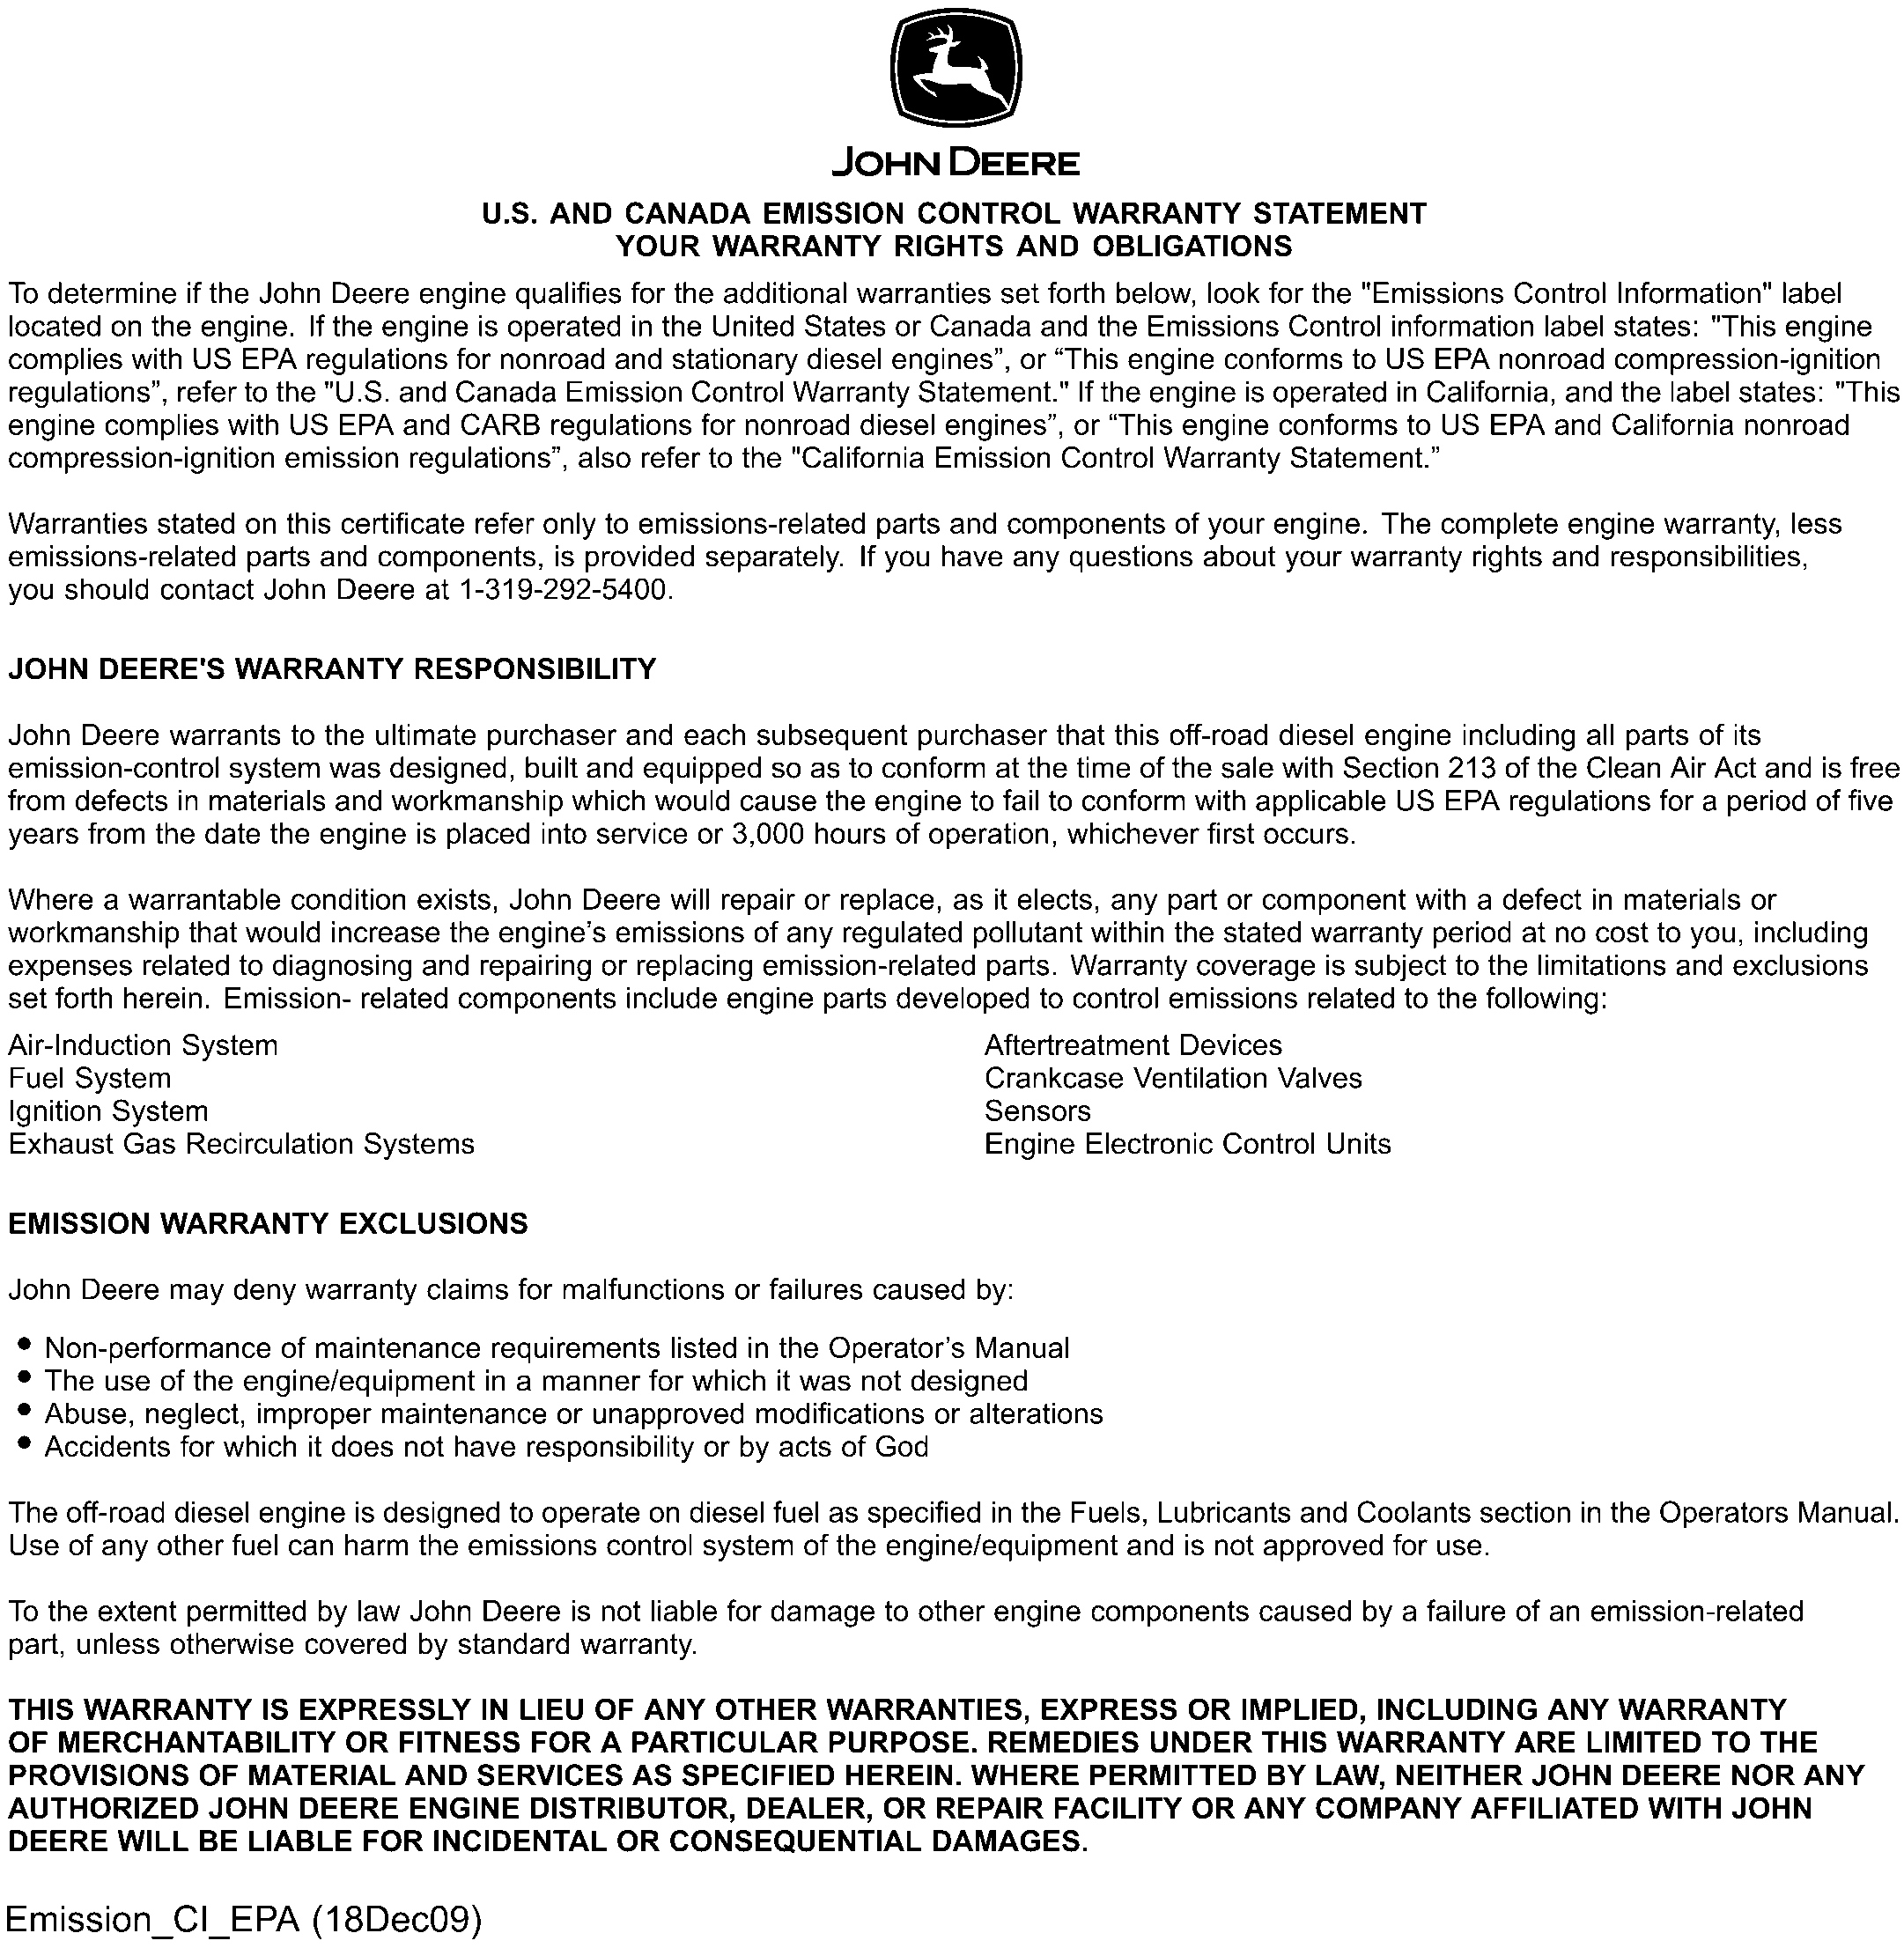 JOHN DEERE
U.S. AND CANADA EMISSION CONTROL WARRANTY STATEMENT
YOUR WARRANTY RIGHTS AND OBLIGATIONS
To determine if the John Deere engine qualifies for the additional warranties set forth below, look for the "Emissions Control Information" label
located on the engine. If the engine is operated in the United States or Canada and the Emissions Control information label states: "This engine
complies with US EPA regulations for nonroad and stationary diesel engines”, or “This engine conforms to US EPA nonroad compression-ignition
regulations”, refer to the "U.S. and Canada Emission Control Warranty Statement." If the engine is operated in California, and the label states: "This
engine complies with US EPA and CARB regulations for nonroad diesel engines”, or “This engine conforms to US EPA and California nonroad
compression-ignition emission regulations”, also refer to the "California Emission Control Warranty Statement.”
Warranties stated on this certificate refer only to emissions-related parts and components of your engine. The complete engine warranty, less
emissions-related parts and components, is provided separately. If you have any questions about your warranty rights and responsibilities,
you should contact John Deere at 1-319-292-5400.
JOHN DEERE'S WARRANTY RESPONSIBILITY
John Deere warrants to the ultimate purchaser and each subsequent purchaser that this off-road diesel engine including all parts of its
emission-control system was designed, built and equipped so as to conform at the time of the sale with Section 213 of the Clean Air Act and is free
from defects in materials and workmanship which would cause the engine to fail to conform with applicable US EPA regulations for a period of five
years from the date the engine is placed into service or 3,000 hours of operation, whichever first occurs.
Where a warrantable condition exists, John Deere will repair or replace, as it elects, any part or component with a defect in materials or
workmanship that would increase the engine’s emissions of any regulated pollutant within the stated warranty period at no cost to you, including
expenses related to diagnosing and repairing or replacing emission-related parts. Warranty coverage is subject to the limitations and exclusions
set forth herein. Emission- related components include engine parts developed to control emissions related to the following:
Air-Induction System
Fuel System
Ignition System
Exhaust Gas Recirculation Systems
Aftertreatment Devices
Crankcase Ventilation Valves
Sensors
Engine Electronic Control Units
EMISSION WARRANTY EXCLUSIONS
John Deere may deny warranty claims for malfunctions or failures caused by:
• Non-performance of maintenance requirements listed in the Operator’s Manual
• The use of the engine/equipment in a manner for which it was not designed
• Abuse, neglect, improper maintenance or unapproved modifications or alterations
• Accidents for which it does not have responsibility or by acts of God
The off-road diesel engine is designed to operate on diesel fuel as specified in the Fuels, Lubricants and Coolants section in the Operators Manual.
Use of any other fuel can harm the emissions control system of the engine/equipment and is not approved for use.
To the extent permitted by law John Deere is not liable for damage to other engine components caused by a failure of an emission-related
part, unless otherwise covered by standard warranty.
THIS WARRANTY IS EXPRESSLY IN LIEU OF ANY OTHER WARRANTIES, EXPRESS OR IMPLIED, INCLUDING ANY WARRANTY
OF MERCHANTABILITY OR FITNESS FOR A PARTICULAR PURPOSE. REMEDIES UNDER THIS WARRANTY ARE LIMITED TO THE
PROVISIONS OF MATERIAL AND SERVICES AS SPECIFIED HEREIN. WHERE PERMITTED BY LAW, NEITHER JOHN DEERE NOR ANY
AUTHORIZED JOHN DEERE ENGINE DISTRIBUTOR, DEALER, OR REPAIR FACILITY OR ANY COMPANY AFFILIATED WITH JOHN
DEERE WILL BE LIABLE FOR INCIDENTAL OR CONSEQUENTIAL DAMAGES.
Emission_CI_EPA (18Dec09)